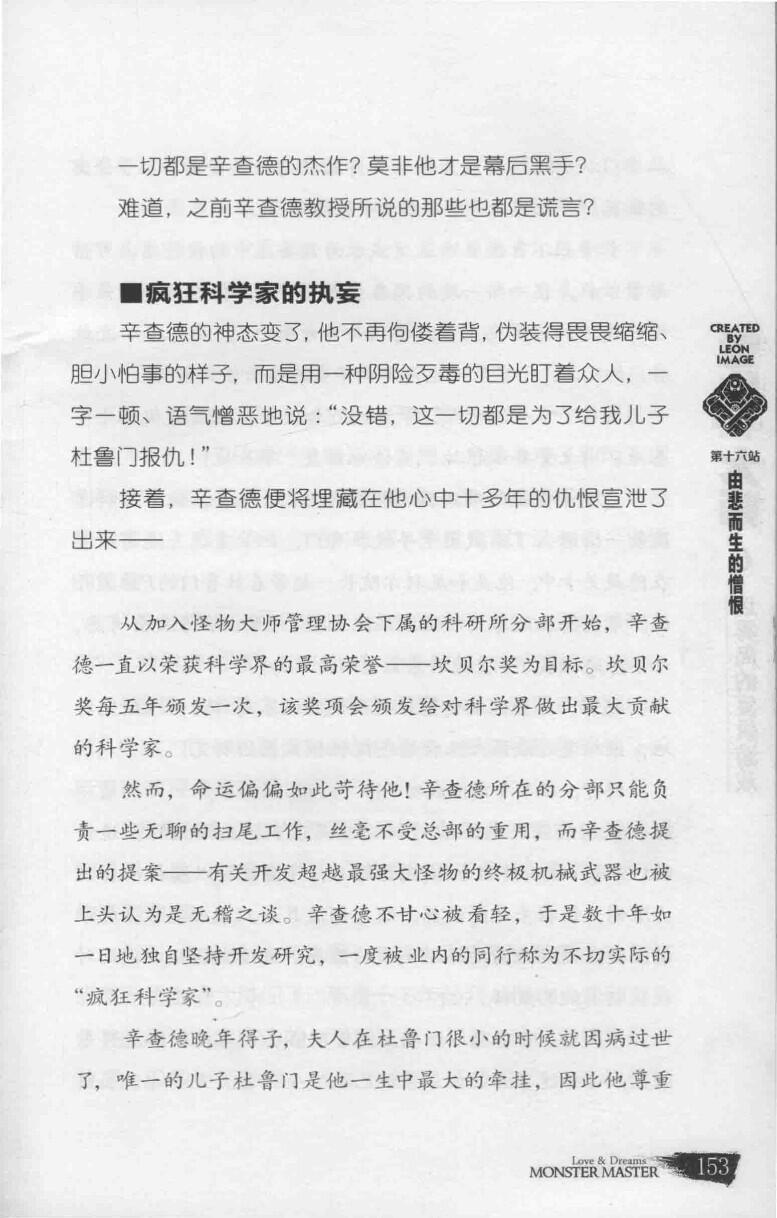 一切都是辛查德的杰作?莫非他才是幕后黑手?
难道，之前辛查德教授所说的那些也都是谎言?
■疯狂科学家的执妄
辛查德的神态变了,他不再佝偻着背,伪装得畏畏缩缩、
胆小怕事的样子，而是用一种阴险歹毒的目光盯着众人，一
字一顿、语气憎恶地说:“没错，这一切都是为了给我儿子
杜鲁门报仇!”
接着，辛查德便将埋藏在他心中十多年的仇恨宣泄了
出来——
从加入怪物大师管理协会下属的科研所分部开始，辛查
德一直以荣获科学界的最高荣誉——坎贝尔奖为目标。坎贝尔
奖每五年颁发一次，该奖项会颁发给对科学界做出最大贡献
的科学家。
然而，命运偏偏如此苛待他!辛查德所在的分部只能负
责一些无聊的扫尾工作，丝毫不受总部的重用，而辛查德提
出的提案——有关开发超越最强大怪物的终极机械武器也被
上头认为是无稽之谈。辛查德不甘心被看轻，于是数十年如
一日地独自坚持开发研究，一度被业内的同行称为不切实际的
“疯狂科学家”。
辛查德晚年得子，夫人在杜鲁门很小的时候就因病过世
了，唯一的儿子杜鲁门是他一生中最大的牵挂，因此他尊重
CREATED
BY
LEON
IMAGE
第十六站
由悲而生的憎恨
Love & Dreams
MONSTER MASTER
153